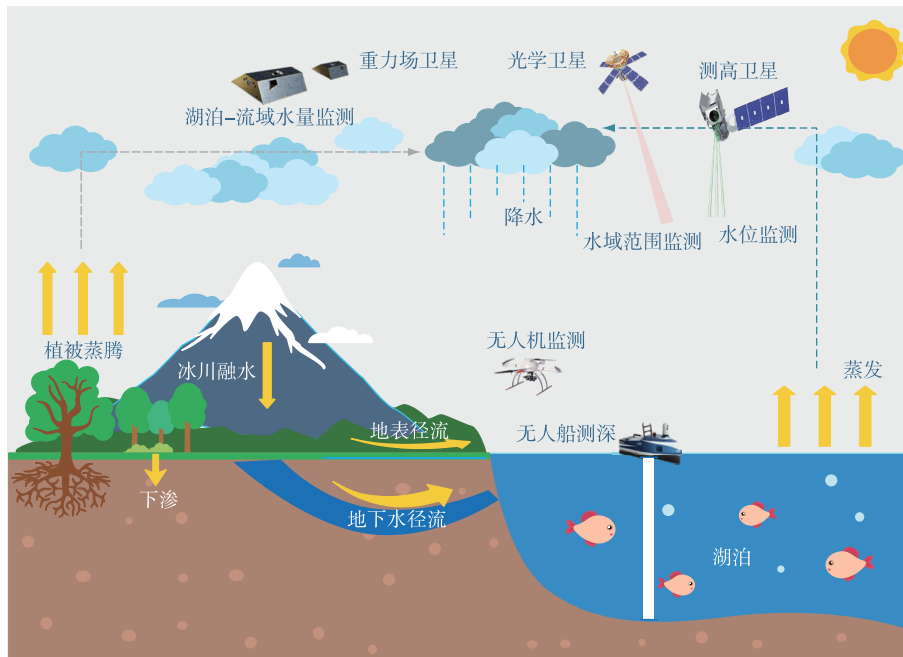 重力场卫星
光学卫星
测高卫星
湖泊-流域水量监测
降水
水域范围监测
水位监测
植被蒸腾
冰川融水
无人机监测
蒸发
地表径流
无人船测深
下渗
地下水径流
湖泊